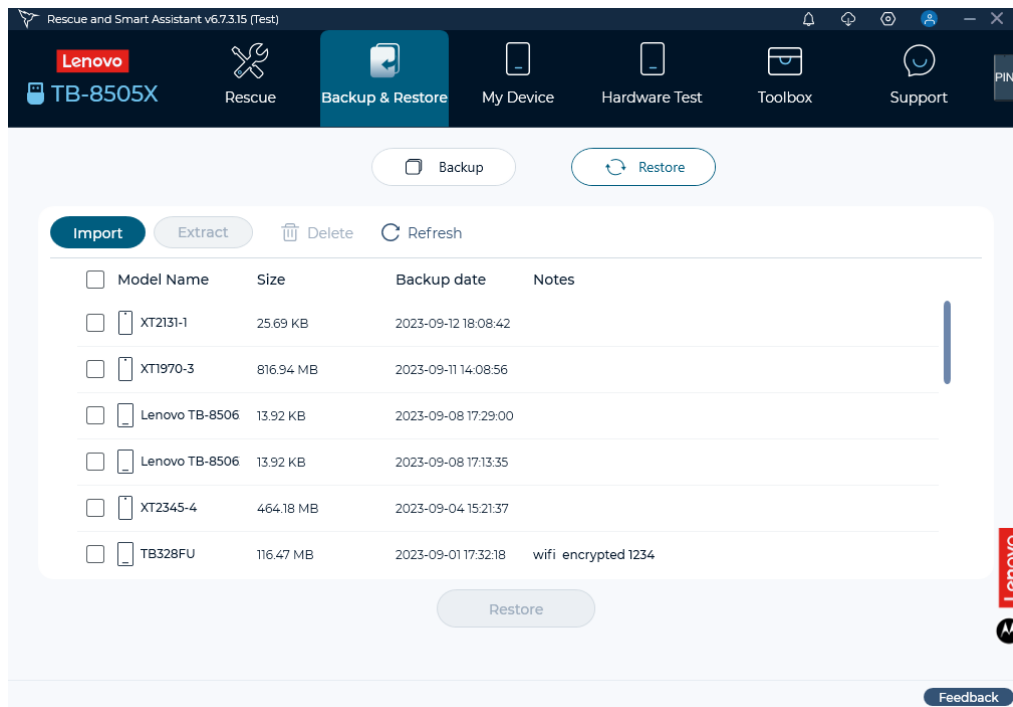 Rescue and Smart Assistant v6.7.3.15 (Test)
Lenovo
TB-8505X
Rescue
Backup & Restore
My Device
Hardware Test
Toolbox
Support
PIN
Backup
Restore
Import
Extract
Delete
Refresh
Model Name Size Backup date Notes
XT2131-1 25.69 KB 2023-09-12 18:08:42
XT1970-3 816.94 MB 2023-09-11 14:08:56
Lenovo TB-8506 13.92 KB 2023-09-08 17:29:00
Lenovo TB-8506 13.92 KB 2023-09-08 17:13:35
XT2345-4 464.18 MB 2023-09-04 15:21:37
TB328FU 116.47 MB 2023-09-01 17:32:18 wifi encrypted 1234
Lenovo
Restore
Feedback